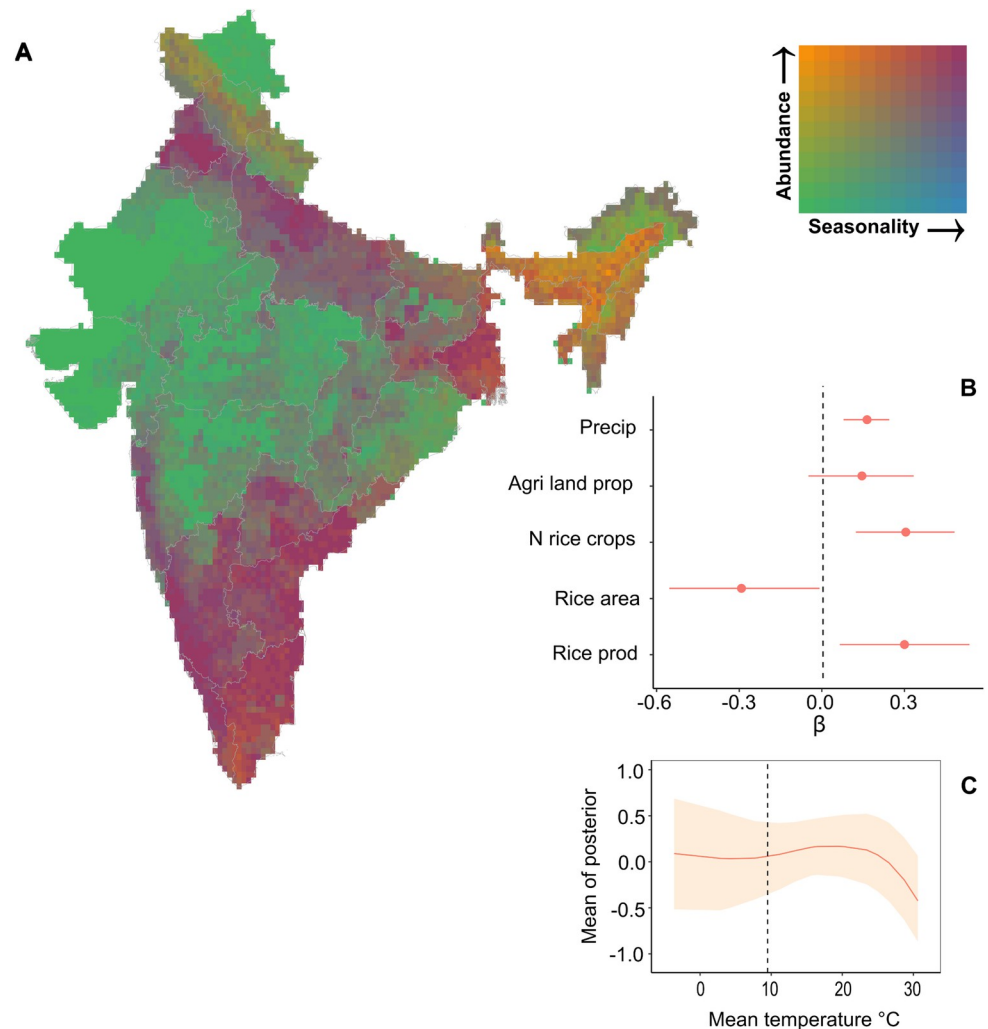 A
Abundance →
Seasonality →
B
Precip
Agri land prop
N rice crops
Rice area
Rice prod
-0.6 -0.3 0.0 0.3
β
C
Mean of posterior
1.0
0.5
0.0
-0.5
-1.0
0 10 20 30
Mean temperature °C